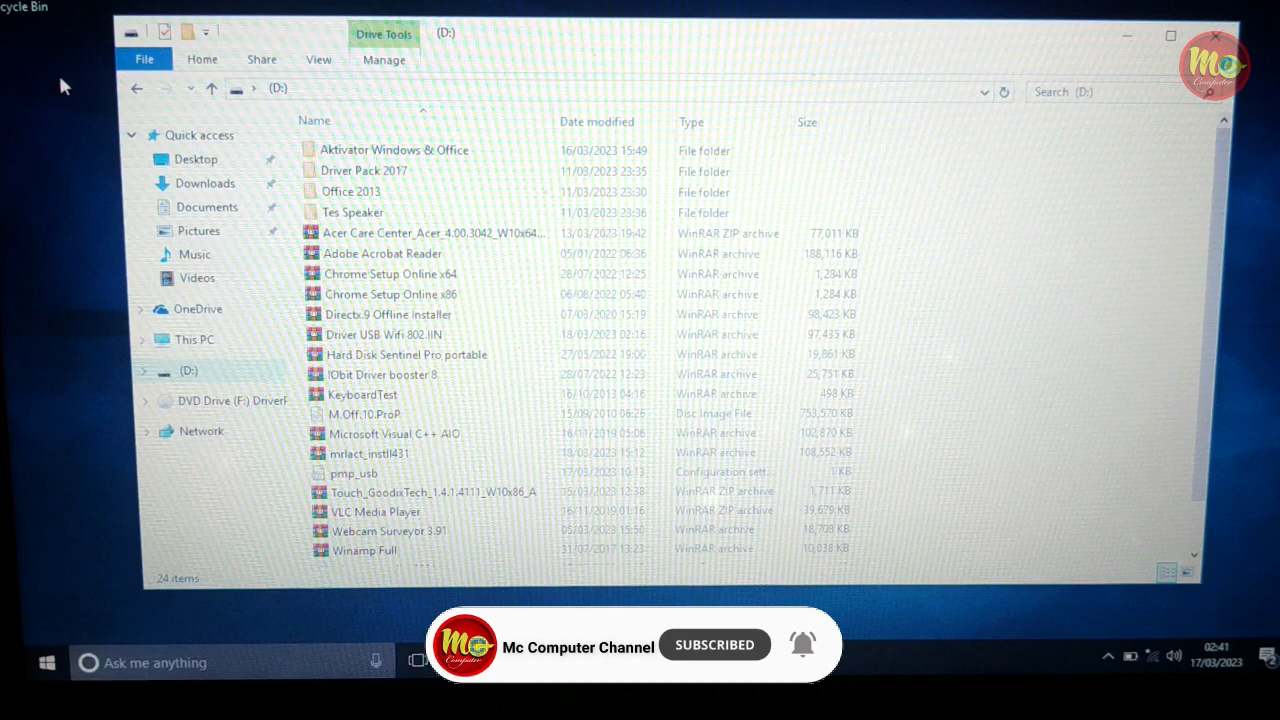 cycle Bin
Drive Tools (D:)
File Home Share View Manage
(D:) Search (D:)
Name Date modified Type Size
Quick access
Desktop
Downloads
Documents
Pictures
Music
Videos
OneDrive
This PC
(D:)
DVD Drive (F:) DriverF
Network
Aktivator Windows & Office 16/03/2023 15:49 File folder
Driver Pack 2017 11/03/2023 23:35 File folder
Office 2013 11/03/2023 23:30 File folder
Tes Speaker 11/03/2023 23:36 File folder
Acer Care Center_Acer_4.00.3042_W10x64... 13/03/2023 19:42 WinRAR ZIP archive 77,011 KB
Adobe Acrobat Reader 05/01/2022 06:36 WinRAR archive 188,116 KB
Chrome Setup Online x64 28/07/2022 12:25 WinRAR archive 1,284 KB
Chrome Setup Online x86 06/08/2022 05:40 WinRAR archive 1,284 KB
Directx.9 Offline Installer 07/03/2020 15:19 WinRAR archive 98,423 KB
Driver USB Wifi 802.IIN 18/03/2023 02:16 WinRAR archive 97,435 KB
Hard Disk Sentinel Pro portable 27/05/2022 19:00 WinRAR archive 19,861 KB
IObit Driver booster 8 28/07/2022 12:23 WinRAR archive 25,751 KB
KeyboardTest 16/10/2013 04:16 WinRAR archive 498 KB
M.Off.10.ProP 15/09/2010 06:26 Disc Image File 753,570 KB
Microsoft Visual C++ AIO 16/11/2019 05:06 WinRAR archive 102,870 KB
mrlact_instll431 18/03/2023 15:12 WinRAR archive 108,552 KB
pmp_usb 17/03/2023 10:13 Configuration sett... 1 KB
Touch_GoodixTech_1.4.1.4111_W10x86_A 15/03/2023 12:38 WinRAR ZIP archive 1,711 KB
VLC Media Player 16/11/2019 01:16 WinRAR ZIP archive 39,679 KB
Webcam Surveyor 3.91 05/03/2023 15:50 WinRAR archive 18,708 KB
Winamp Full 31/07/2017 13:23 WinRAR archive 10,038 KB
24 items
Mc
Computer
Mc
Computer
Mc Computer Channel SUBSCRIBED
Ask me anything
02:41
17/03/2023
2